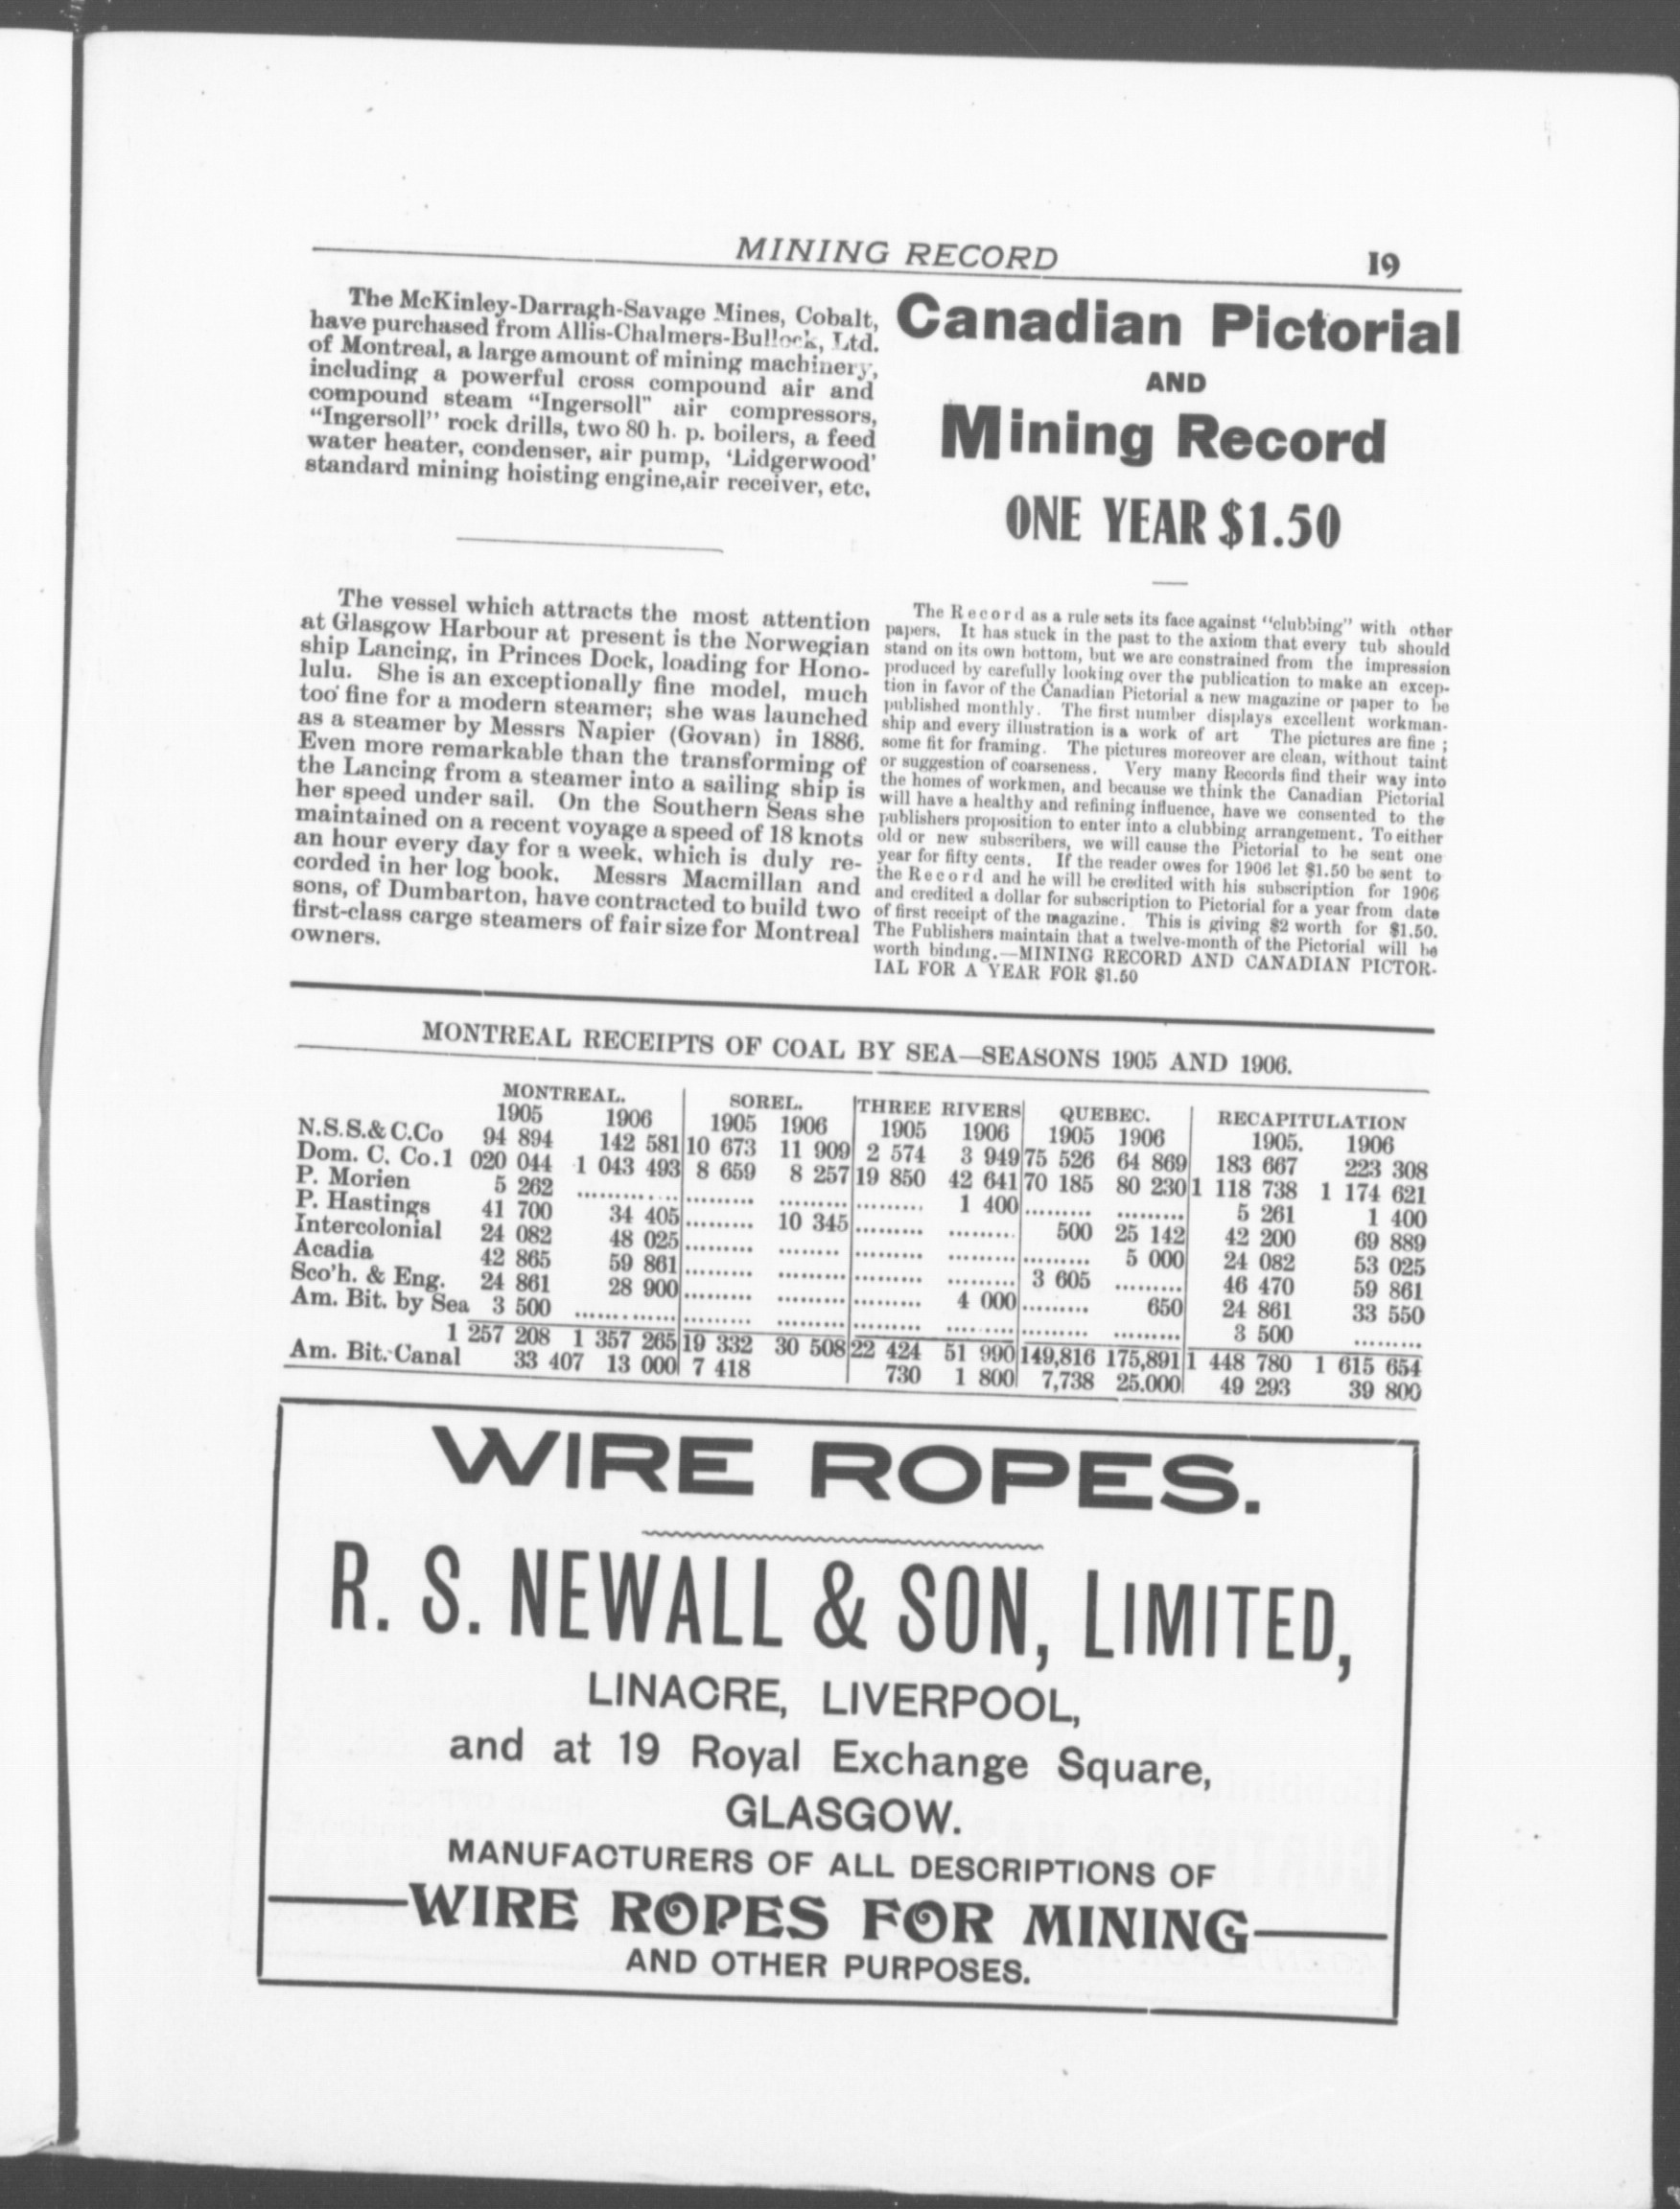 MINING RECORD 19
The McKinley-Darragh-Savage Mines, Cobalt,
have purchased from Allis-Chalmers-Bullock, Ltd.
of Montreal, a large amount of mining machinery,
including a powerful cross compound air and
compound steam "Ingersoll" air compressors,
"Ingersoll" rock drills, two 80 h. p. boilers, a feed
water heater, condenser, air pump, 'Lidgerwood'
standard mining hoisting engine,air receiver, etc.
The vessel which attracts the most attention
at Glasgow Harbour at present is the Norwegian
ship Lancing, in Princes Dock, loading for Hono-
lulu. She is an exceptionally fine model, much
too fine for a modern steamer; she was launched
as a steamer by Messrs Napier (Govan) in 1886.
Even more remarkable than the transforming of
the Lancing from a steamer into a sailing ship is
her speed under sail. On the Southern Seas she
maintained on a recent voyage a speed of 18 knots
an hour every day for a week, which is duly re-
corded in her log book. Messrs Macmillan and
sons, of Dumbarton, have contracted to build two
first-class carge steamers of fair size for Montreal
owners.
Canadian Pictorial
AND
Mining Record
ONE YEAR $1.50
The Record as a rule sets its face against "clubbing" with other
papers. It has stuck in the past to the axiom that every tub should
stand on its own bottom, but we are constrained from the impression
produced by carefully looking over the publication to make an excep-
tion in favor of the Canadian Pictorial a new magazine or paper to be
published monthly. The first number displays excellent workman-
ship and every illustration is a work of art The pictures are fine ;
some fit for framing. The pictures moreover are clean, without taint
or suggestion of coarseness. Very many Records find their way into
the homes of workmen, and because we think the Canadian Pictorial
will have a healthy and refining influence, have we consented to the
publishers proposition to enter into a clubbing arrangement. To either
old or new subscribers, we will cause the Pictorial to be sent one
year for fifty cents. If the reader owes for 1906 let $1.50 be sent to
the Record and he will be credited with his subscription for 1906
and credited a dollar for subscription to Pictorial for a year from date
of first receipt of the magazine. This is giving $2 worth for $1.50.
The Publishers maintain that a twelve-month of the Pictorial will be
worth binding.—MINING RECORD AND CANADIAN PICTOR-
IAL FOR A YEAR FOR $1.50
MONTREAL RECEIPTS OF COAL BY SEA—SEASONS 1905 AND 1906.
MONTREAL. SOREL. THREE RIVERS QUEBEC. RECAPITULATION
1905 1906 1905 1906 1905 1906 1905 1906 1905. 1906
N.S.S.& C.Co 94 894 142 581 10 673 11 909 2 574 3 949 75 526 64 869 183 667 223 308
Dom. C. Co. 1 020 044 1 043 493 8 659 8 257 19 850 42 641 70 185 80 230 1 118 738 1 174 621
P. Morien 5 262 ............ ......... ......... ......... 1 400 ......... ......... 5 261 1 400
P. Hastings 41 700 34 405 ......... 10 345 ......... ......... 500 25 142 42 200 69 889
Intercolonial 24 082 48 025 ......... ........ ......... ......... ......... 5 000 24 082 53 025
Acadia 42 865 59 861 ......... ......... ......... ......... 3 605 ......... 46 470 59 861
Sco'h. & Eng. 24 861 28 900 ......... ......... ......... 4 000 ......... 650 24 861 33 550
Am. Bit. by Sea 3 500 ............ ......... ......... ......... ......... ......... ......... 3 500 .........
1 257 208 1 357 265 19 332 30 508 22 424 51 990 149,816 175,891 1 448 780 1 615 654
Am. Bit. Canal 33 407 13 000 7 418 730 1 800 7,738 25.000 49 293 39 800
WIRE ROPES.
R. S. NEWALL & SON, LIMITED,
LINACRE, LIVERPOOL,
and at 19 Royal Exchange Square,
GLASGOW.
MANUFACTURERS OF ALL DESCRIPTIONS OF
WIRE ROPES FOR MINING
AND OTHER PURPOSES.